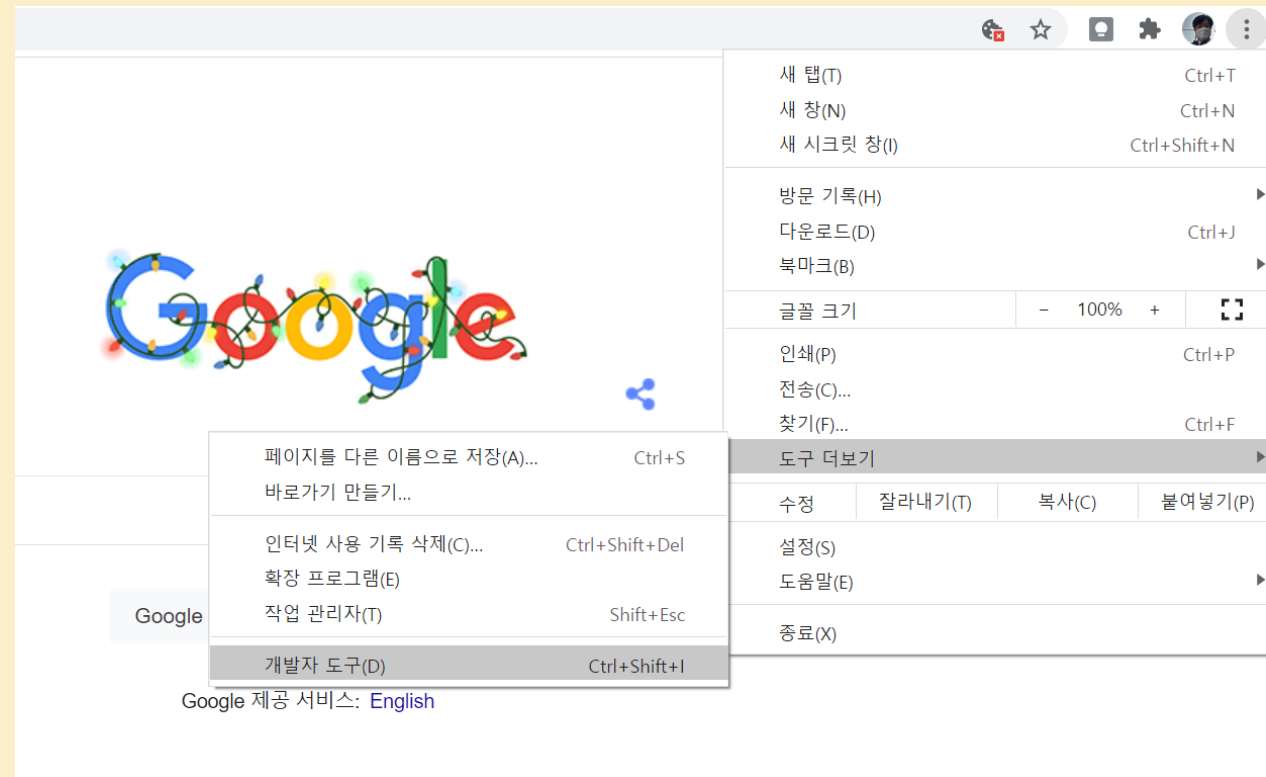 새 탭(T) Ctrl+T
새 창(N) Ctrl+N
새 시크릿 창(I) Ctrl+Shift+N
방문 기록(H)
다운로드(D) Ctrl+J
북마크(B)
글꼴 크기 - 100% +
인쇄(P) Ctrl+P
전송(C)...
찾기(F)... Ctrl+F
도구 더보기
수정 잘라내기(T) 복사(C) 붙여넣기(P)
설정(S)
도움말(E)
종료(X)
Google
페이지를 다른 이름으로 저장(A)... Ctrl+S
바로가기 만들기...
인터넷 사용 기록 삭제(C)... Ctrl+Shift+Del
확장 프로그램(E)
작업 관리자(T) Shift+Esc
개발자 도구(D) Ctrl+Shift+I
Google
Google 제공 서비스: English